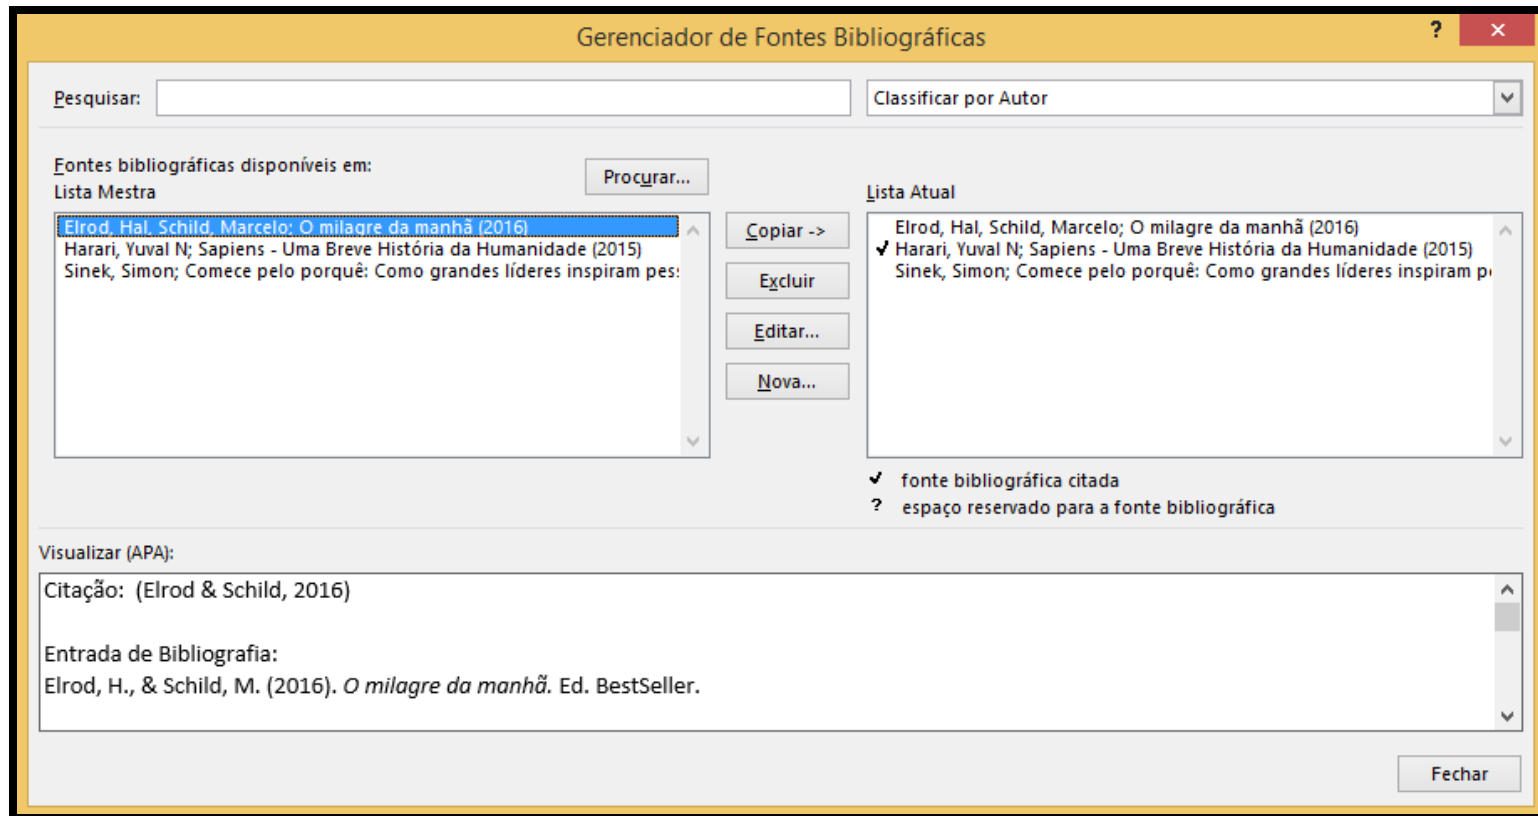 Gerenciador de Fontes Bibliográficas
?
Pesquisar:
Classificar por Autor
Fontes bibliográficas disponíveis em:
Lista Mestra
Procurar...
Elrod, Hal, Schild, Marcelo; O milagre da manhã (2016)
Harari, Yuval N; Sapiens - Uma Breve História da Humanidade (2015)
Sinek, Simon; Comece pelo porquê: Como grandes líderes inspiram pes
Copiar ->
Excluir
Editar...
Nova...
Lista Atual
Elrod, Hal, Schild, Marcelo; O milagre da manhã (2016)
✓ Harari, Yuval N; Sapiens - Uma Breve História da Humanidade (2015)
Sinek, Simon; Comece pelo porquê: Como grandes líderes inspiram p
✓ fonte bibliográfica citada
? espaço reservado para a fonte bibliográfica
Visualizar (APA):
Citação: (Elrod & Schild, 2016)
Entrada de Bibliografia:
Elrod, H., & Schild, M. (2016). O milagre da manhã. Ed. BestSeller.
Fechar